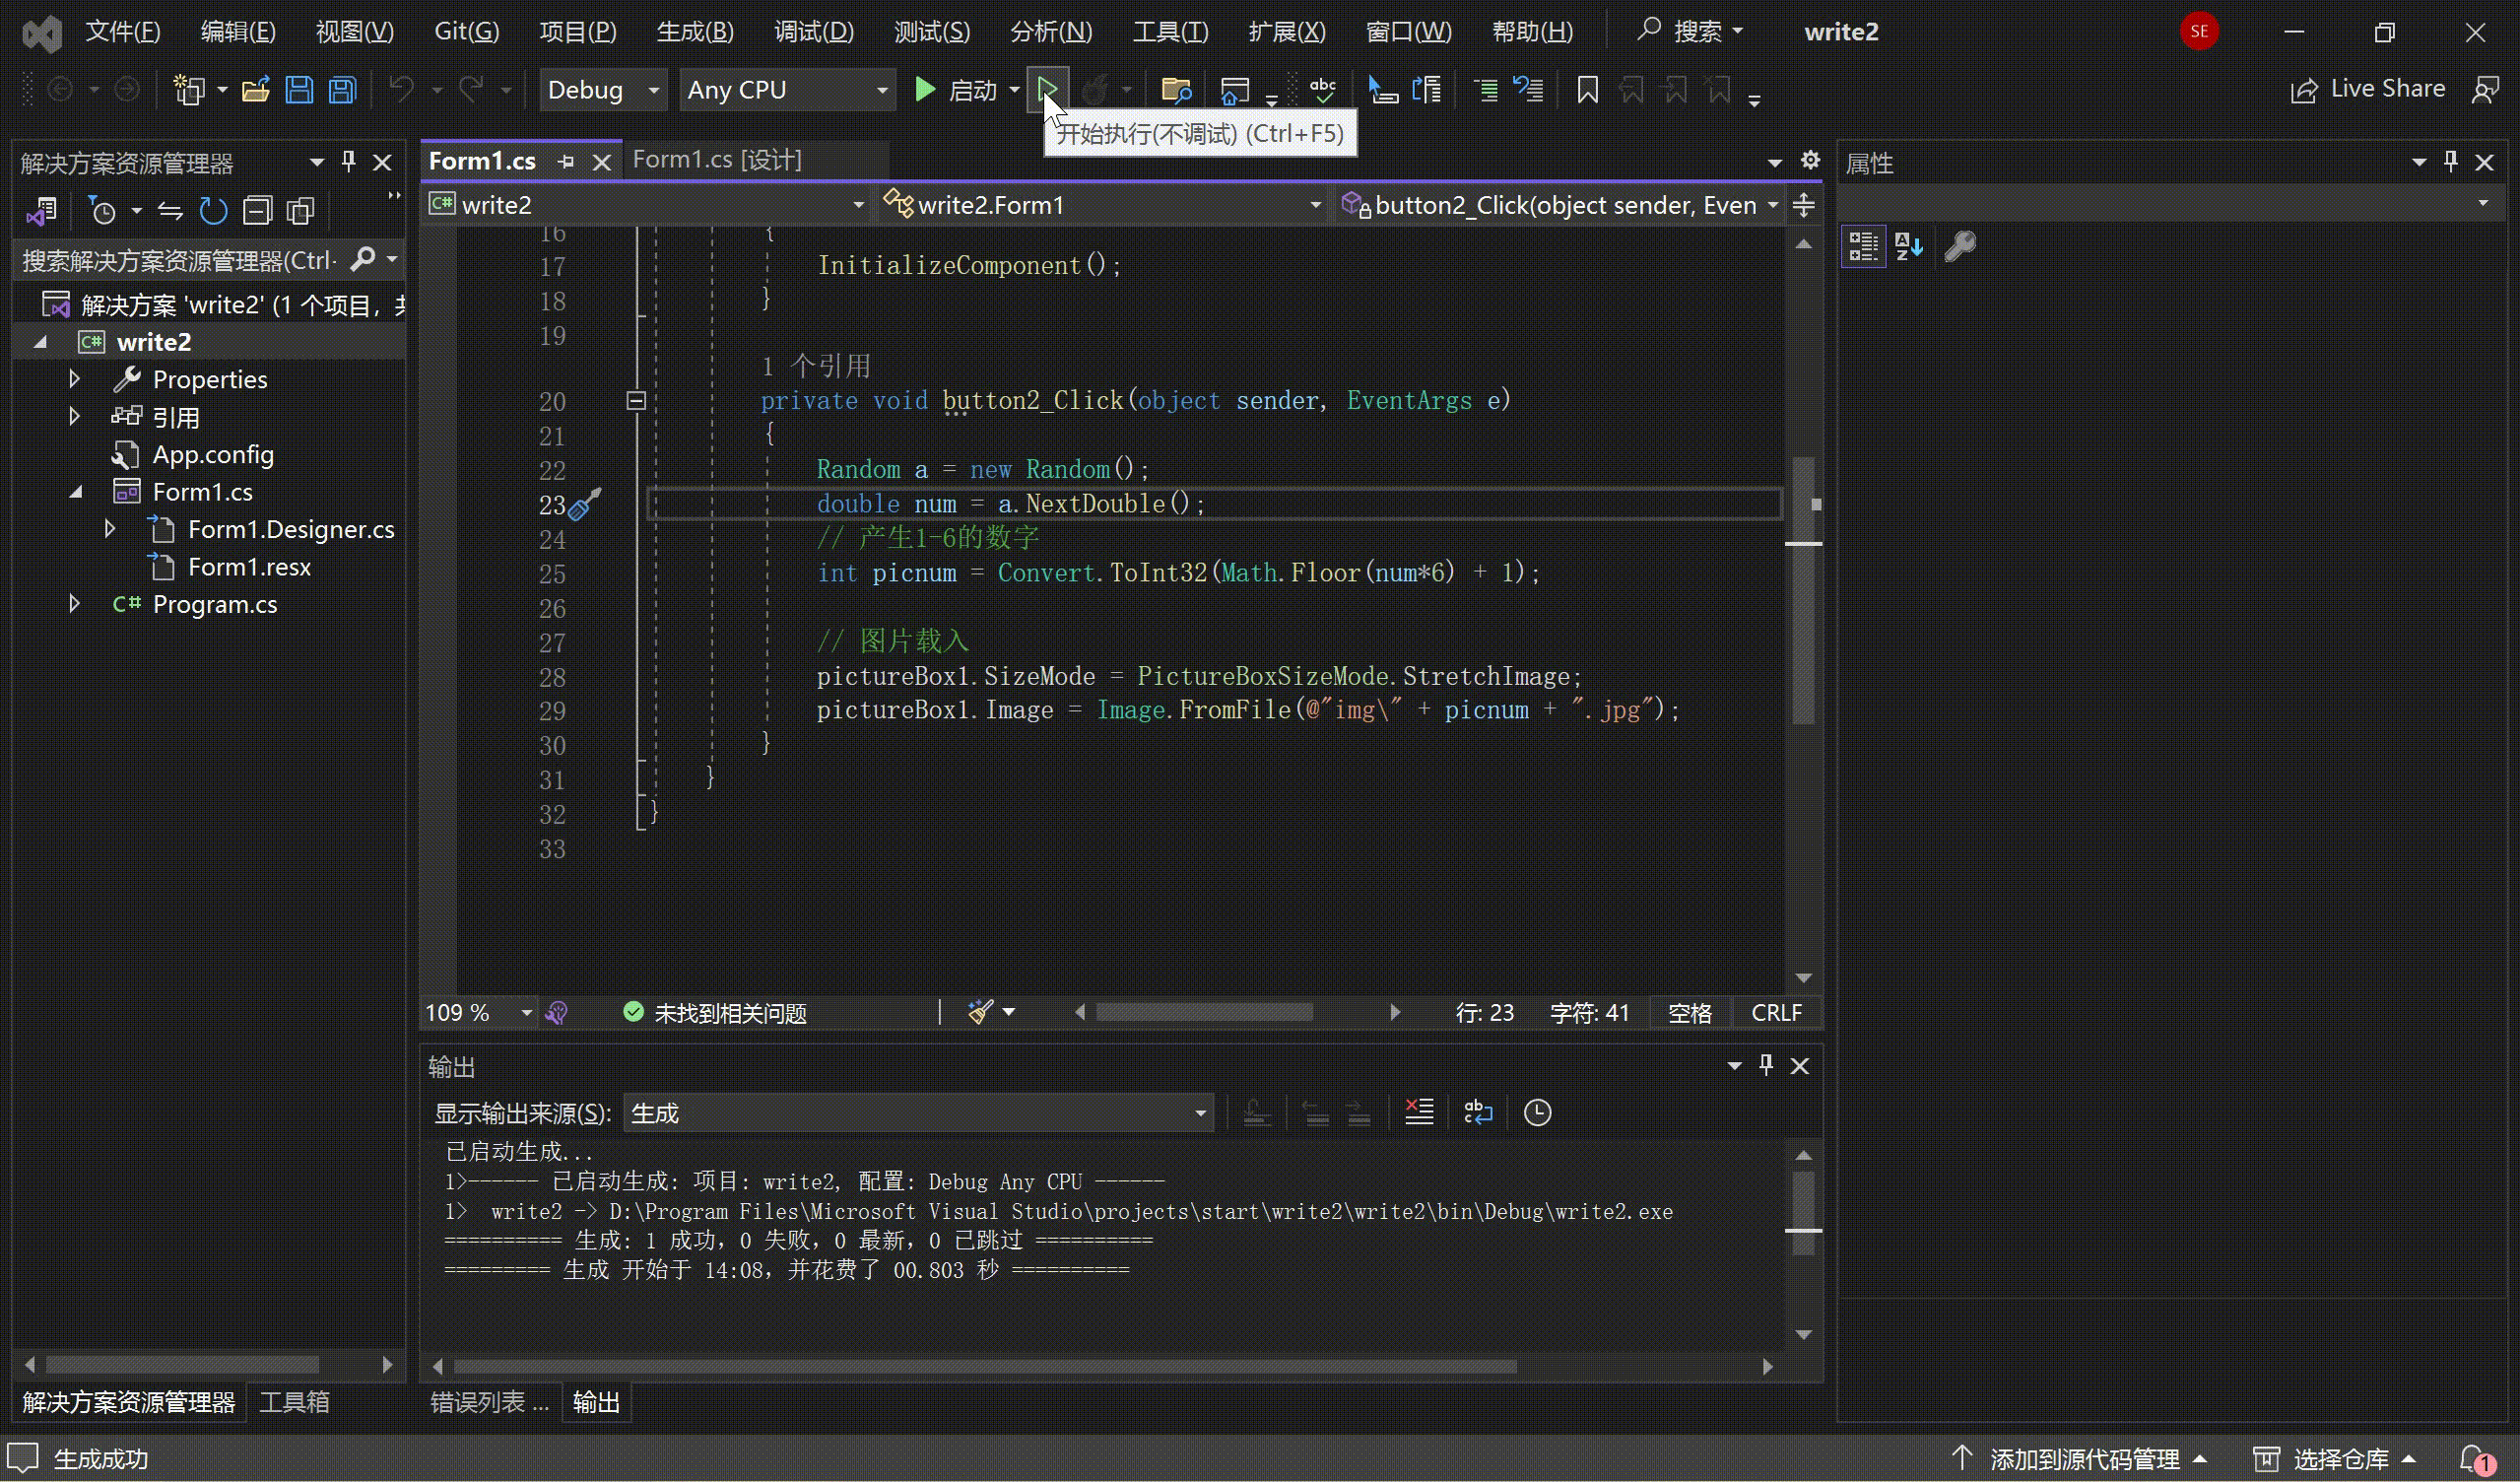 文件(F) 编辑(E) 视图(V) Git(G) 项目(P) 生成(B) 调试(D) 测试(S) 分析(N) 工具(T) 扩展(X) 窗口(W) 帮助(H) 搜索 write2 SE
Debug Any CPU 启动 Live Share
开始执行(不调试) (Ctrl+F5)
解决方案资源管理器
搜索解决方案资源管理器(Ctrl·
解决方案 'write2' (1 个项目,
write2
Properties
引用
App.config
Form1.cs
Form1.Designer.cs
Form1.resx
C# Program.cs
Form1.cs Form1.cs [设计]
C# write2 write2.Form1 button2_Click(object sender, Even
16 {
17 InitializeComponent();
18 }
19
1 个引用
20 private void button2_Click(object sender, EventArgs e)
21 {
22 Random a = new Random();
23 double num = a.NextDouble();
24 // 产生1-6的数字
25 int picnum = Convert.ToInt32(Math.Floor(num*6) + 1);
26
27 // 图片载入
28 pictureBox1.SizeMode = PictureBoxSizeMode.StretchImage;
29 pictureBox1.Image = Image.FromFile(@"img\" + picnum + ".jpg");
30 }
31 }
32 }
33
109 % 未找到相关问题 行: 23 字符: 41 空格 CRLF
输出
显示输出来源(S): 生成
已启动生成...
1>------ 已启动生成: 项目: write2, 配置: Debug Any CPU ------
1> write2 -> D:\Program Files\Microsoft Visual Studio\projects\start\write2\write2\bin\Debug\write2.exe
========== 生成: 1 成功，0 失败，0 最新，0 已跳过 ==========
========= 生成 开始于 14:08，并花费了 00.803 秒 ==========
解决方案资源管理器 工具箱
错误列表 ... 输出
属性
生成成功 添加到源代码管理 选择仓库 1